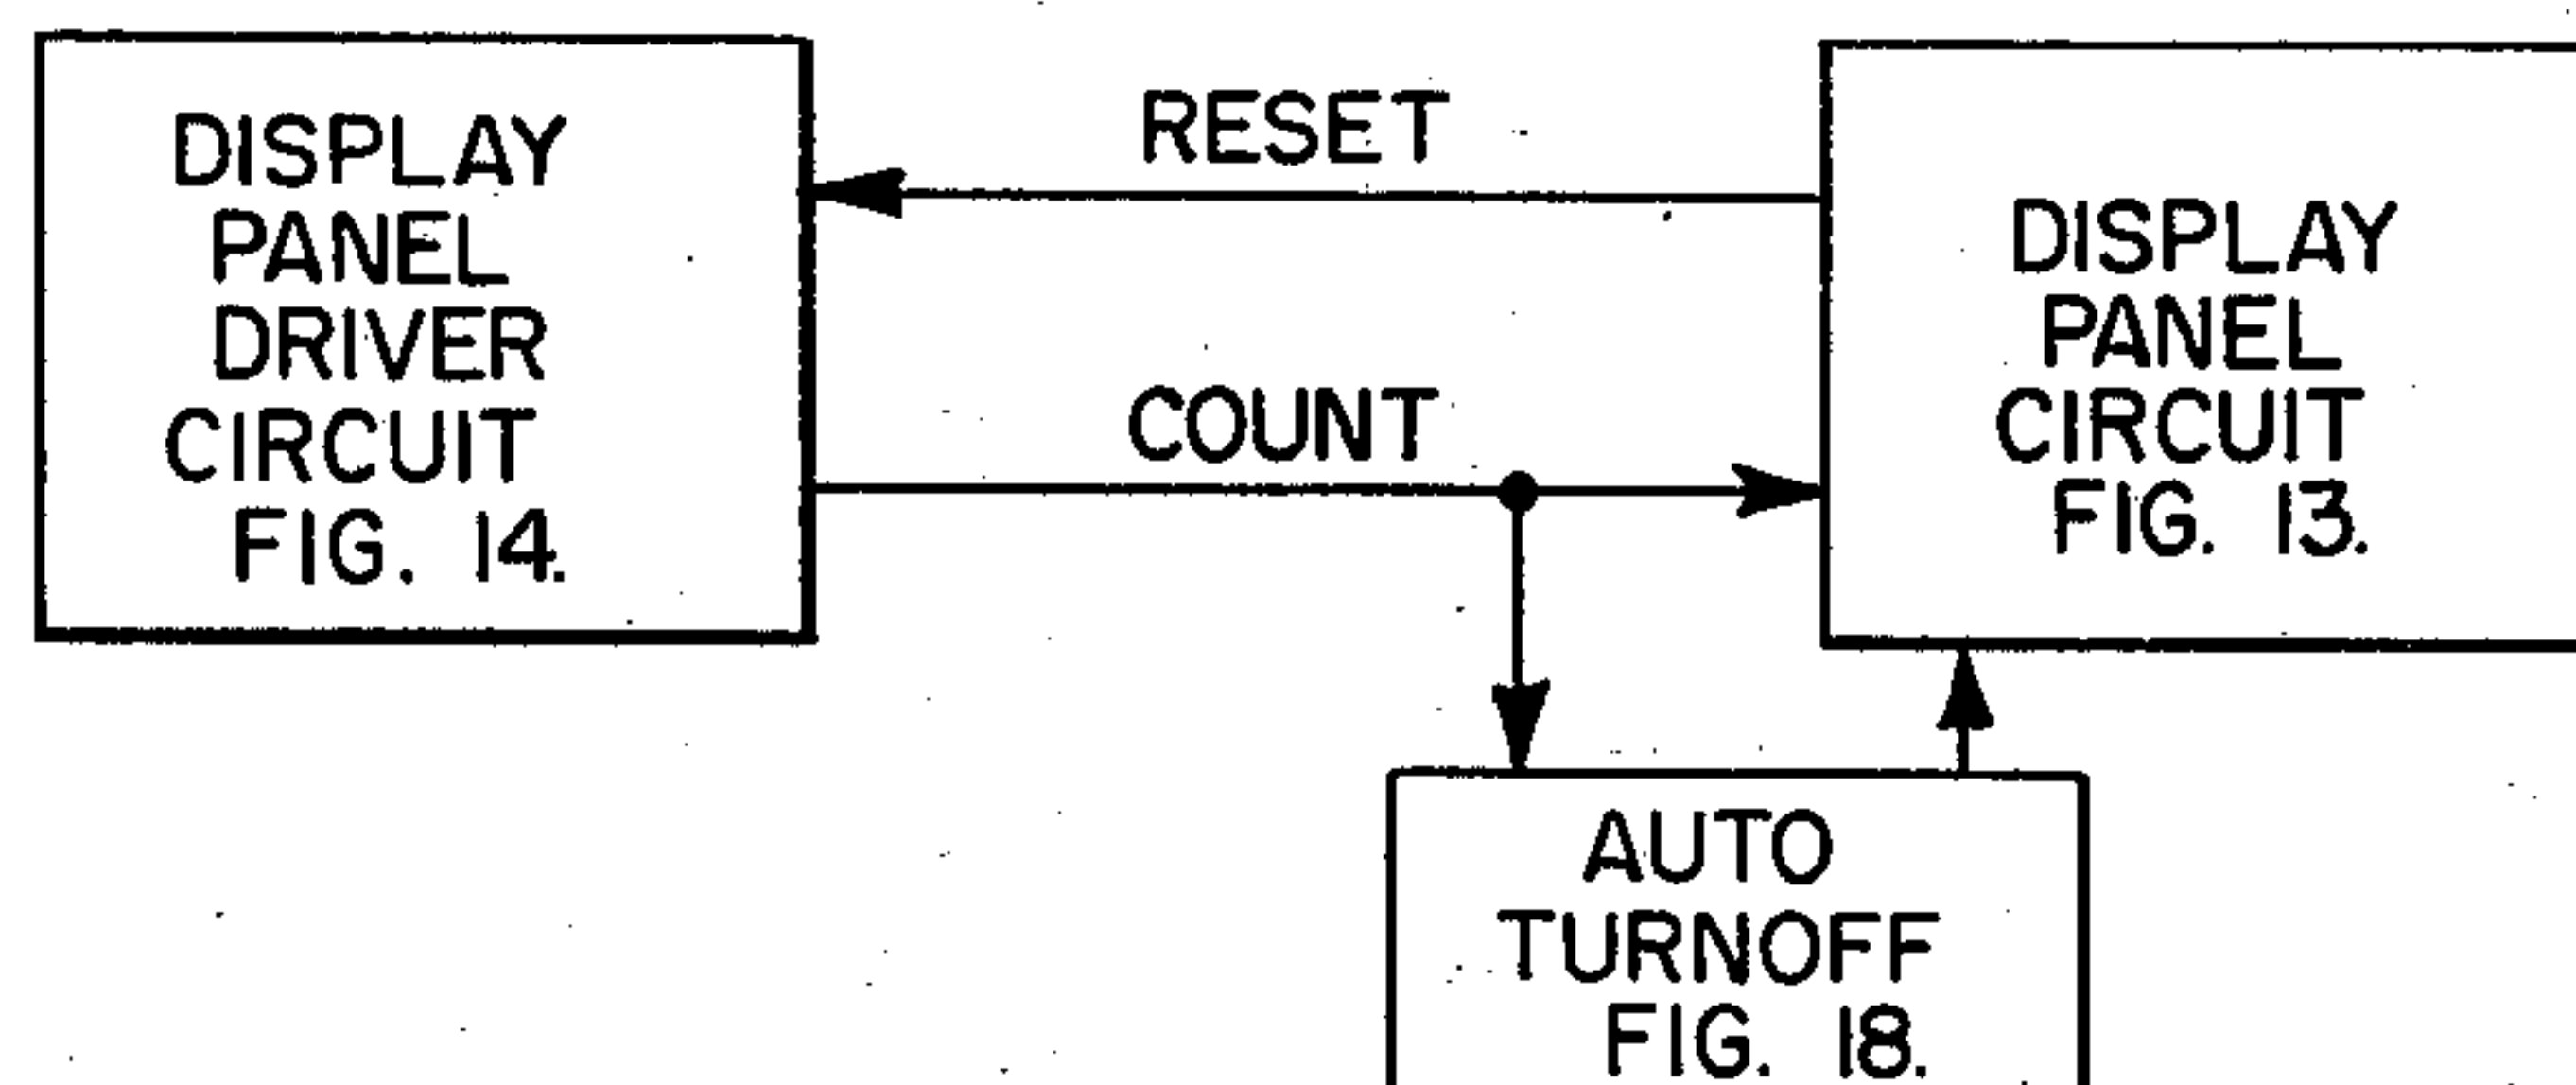 DISPLAY
PANEL
DRIVER
CIRCUIT
FIG. 14.
RESET
COUNT
DISPLAY
PANEL
CIRCUIT
FIG. 13.
AUTO
TURNOFF
FIG. 18.